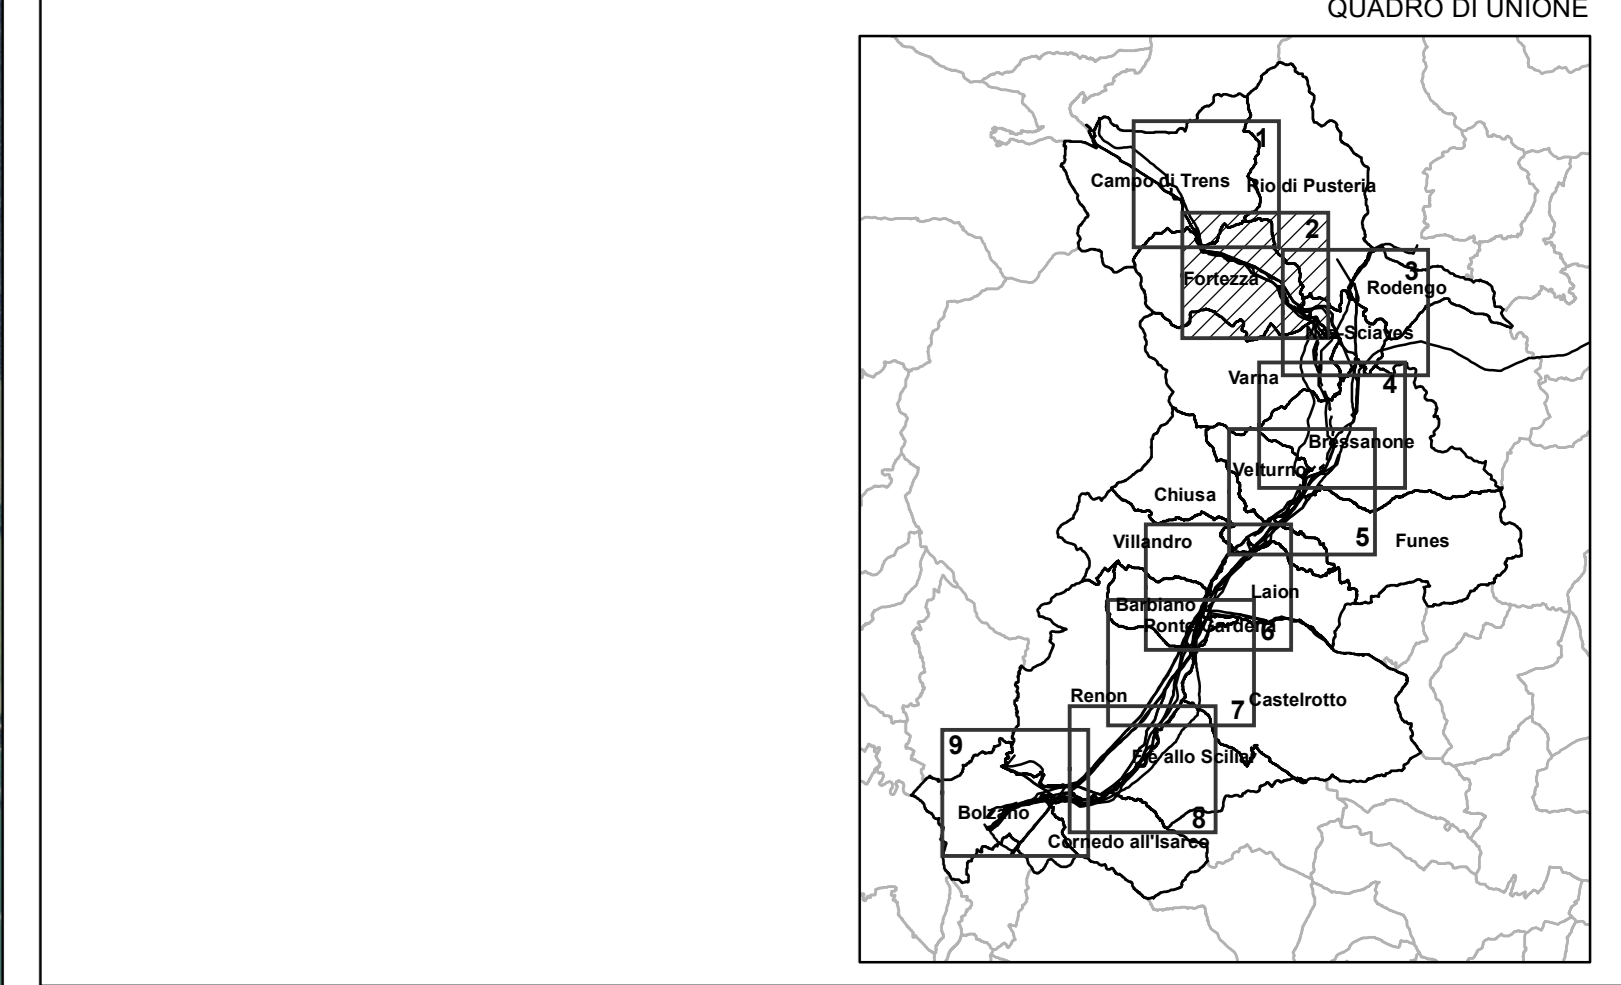 QUADRO DI UNIONE
1
Campo di Trens
Rio di Pusteria
2
3
Fortezza
Rodengo
Naz-Sciaves
Varna
4
Bressanone
Velturno
Chiusa
5
Villandro
Funes
Laion
Barbiano
Ponte Gardena
6
Renon
7
Castelrotto
9
Fie allo Sciliar
Bolzano
8
Cornedo all'Isarco